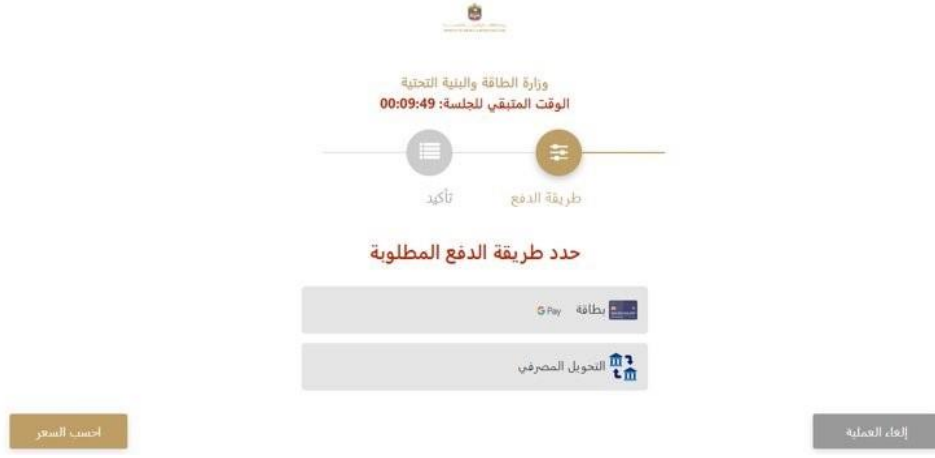 وزارة الطاقة والبنية التحتية
الوقت المتبقي للجلسة: 00:09:49
طريقة الدفع
تأكيد
حدد طريقة الدفع المطلوبة
بطاقة G Pay
التحويل المصرفي
إلغاء العملية
احسب السعر